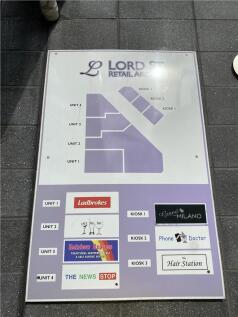 L LORD ST
RETAIL AR
KIOSK 3
KIOSK 2
KIOSK 1
UNIT 4
UNIT 3
UNIT 2
UNIT 1
UNIT 1
Ladbrokes
KIOSK 1
MILANO
UNIT 2
KIOSK 2
Phone Doctor
UNIT 3
KIOSK 3
The
Hair Station
UNIT 4
THE NEWS STOP